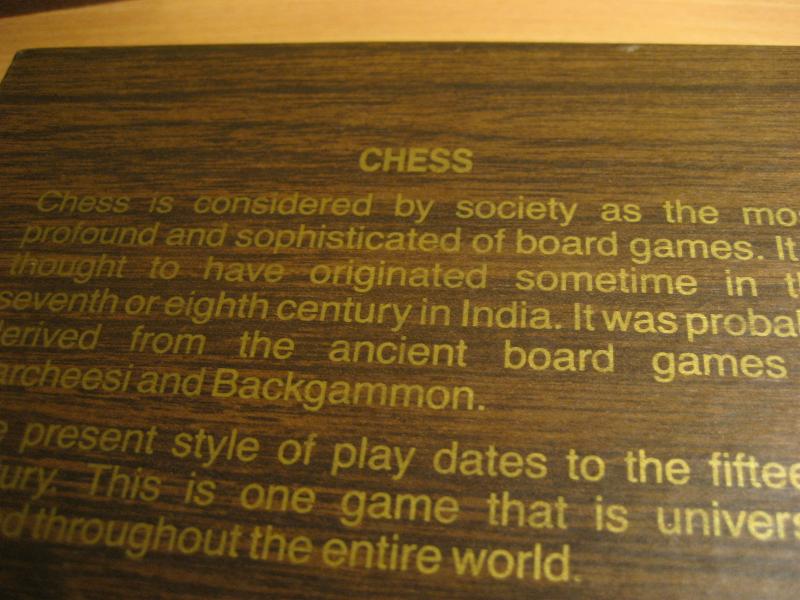 CHESS
Chess is considered by society as the mo
profound and sophisticated of board games. It
thought to have originated sometime in th
seventh or eighth century in India. It was probal
derived from the ancient board games
archeesi and Backgammon.
e present style of play dates to the fiftee
ury. This is one game that is univers
d throughout the entire world.